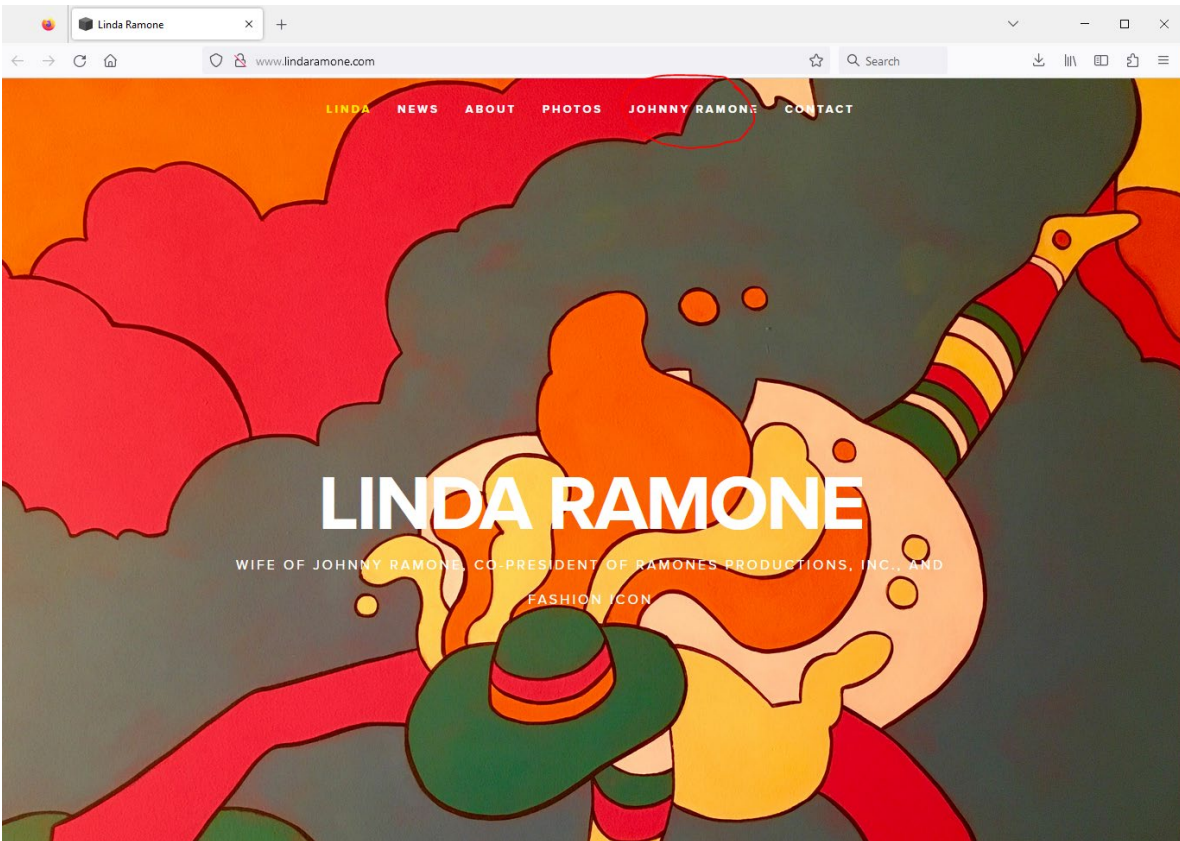 Linda Ramone
www.lindaramone.com
Search
LINDA NEWS ABOUT PHOTOS JOHNNY RAMONE CONTACT
LINDA RAMONE
WIFE OF JOHNNY RAMONE, CO-PRESIDENT OF RAMONES PRODUCTIONS, INC., AND
FASHION ICON